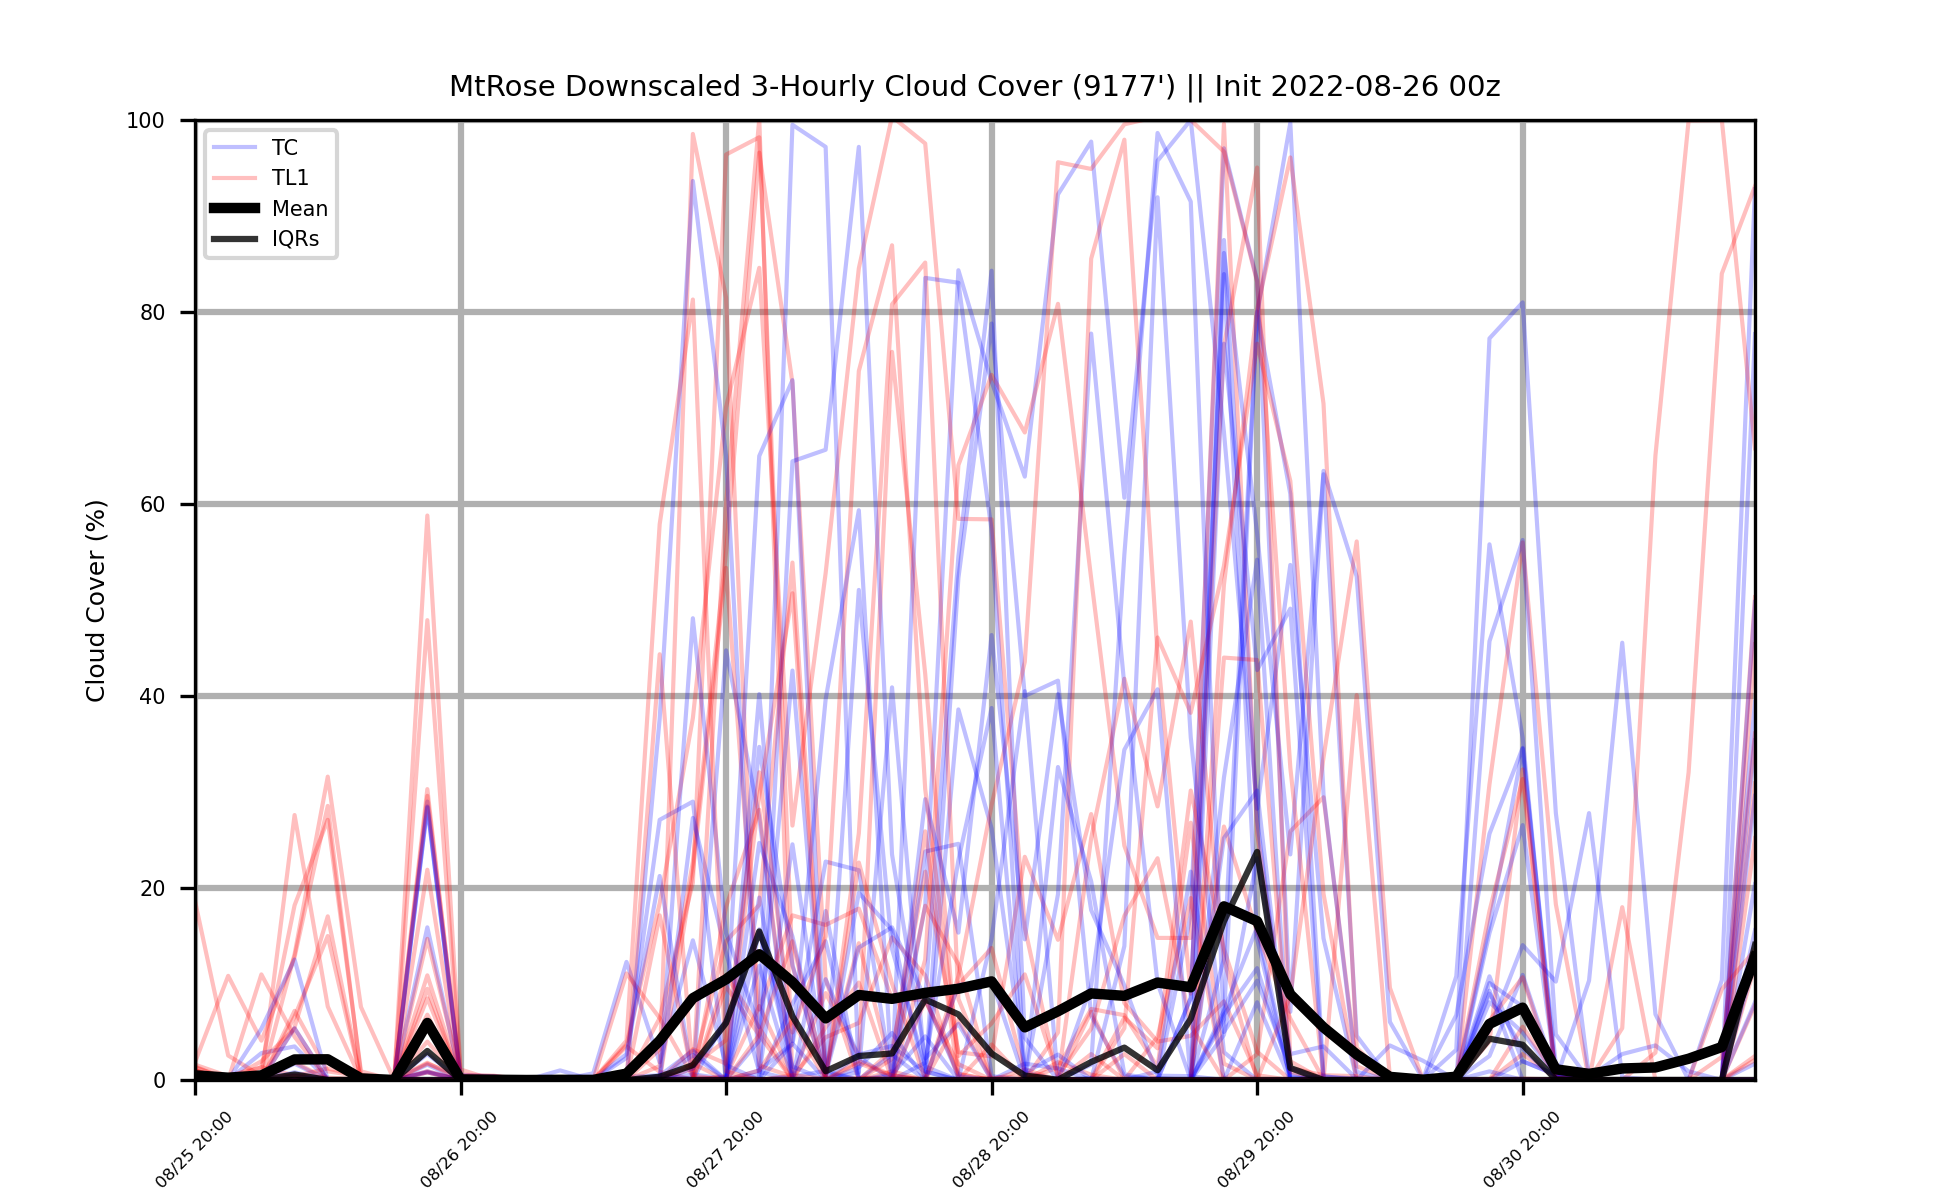 MtRose Downscaled 3-Hourly Cloud Cover (9177') || Init 2022-08-26 00z
100
80
60
40
20
0
Cloud Cover (%)
TC
TL1
Mean
IQRs
08/25 20:00
08/26 20:00
08/27 20:00
08/28 20:00
08/29 20:00
08/30 20:00